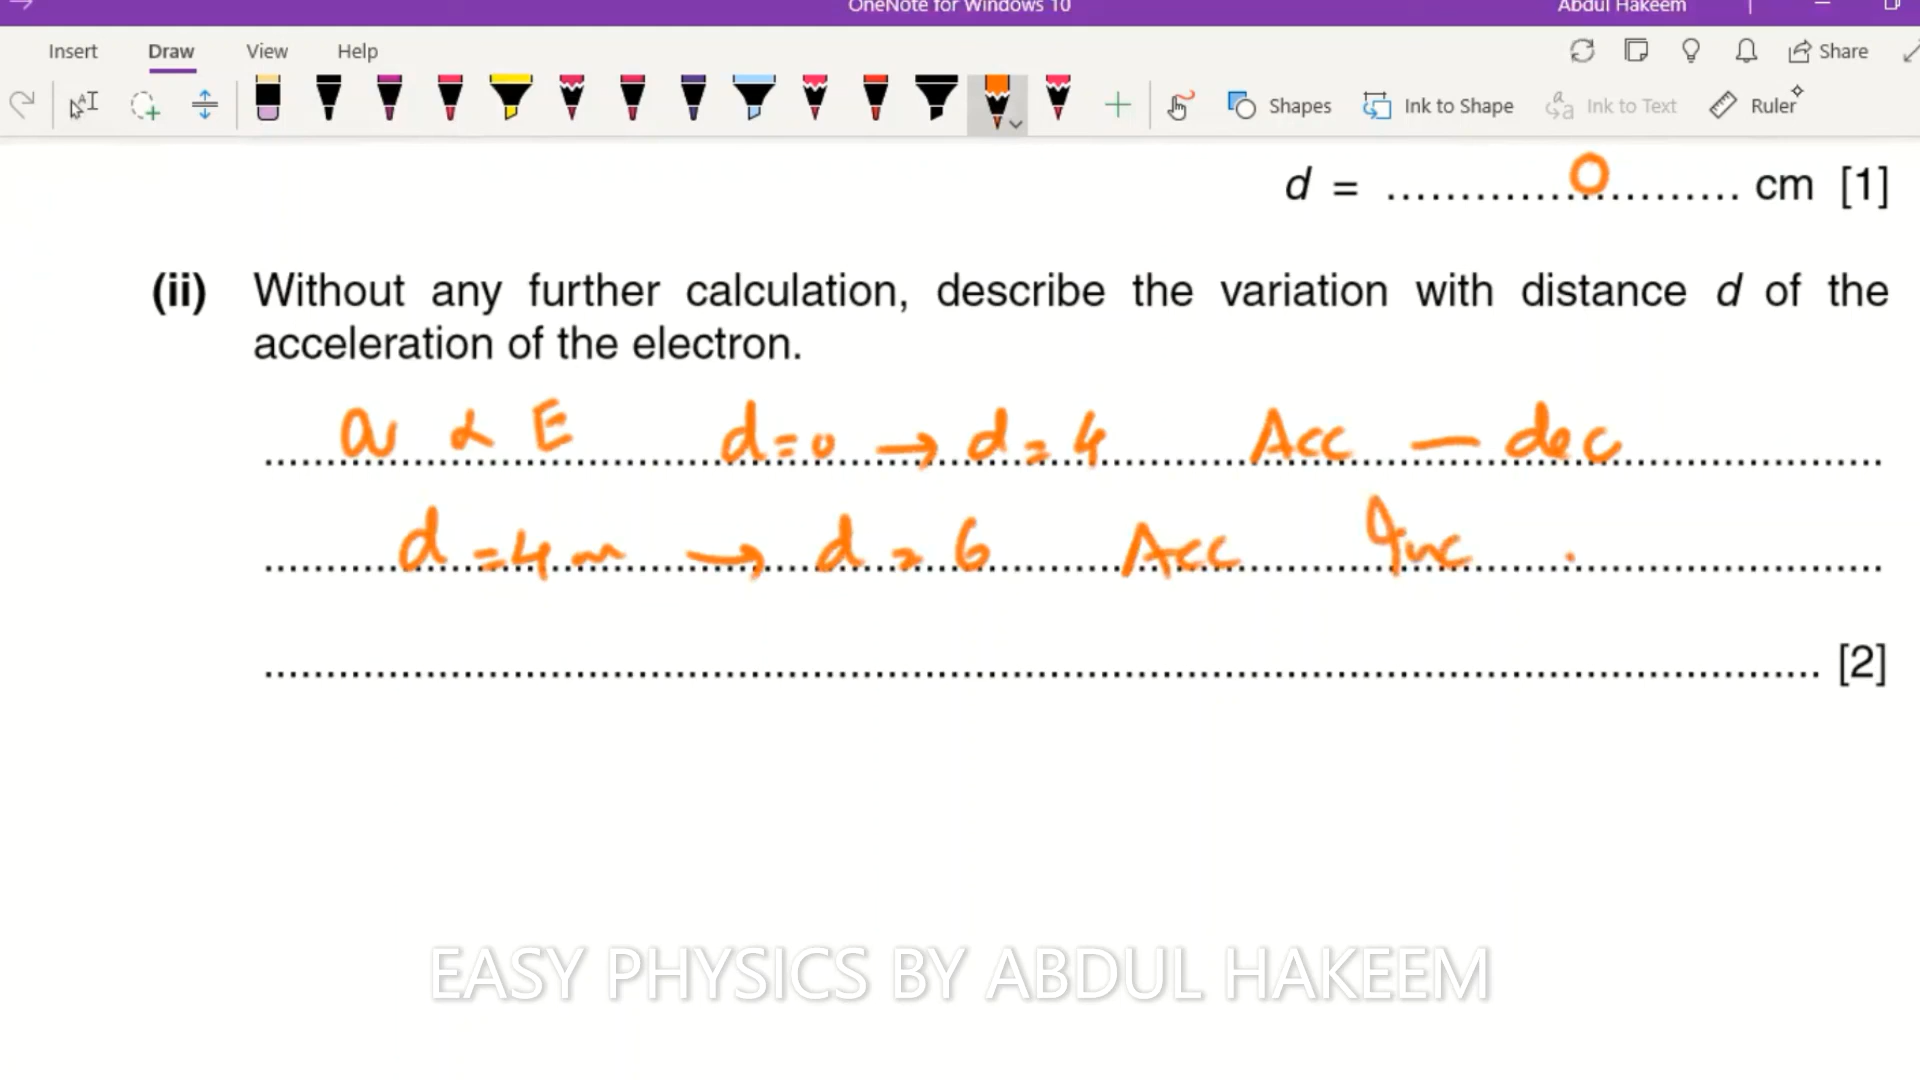 OneNote for Windows 10 Abdul Hakeem
Insert Draw View Help Share
Shapes Ink to Shape Ink to Text Ruler
d = ....................... cm [1]
O
(ii) Without any further calculation, describe the variation with distance d of the
acceleration of the electron.
a ∝ E d=0 → d=4 Acc — dec
d=4m → d=6 Acc Inc .
[2]
EASY PHYSICS BY ABDUL HAKEEM